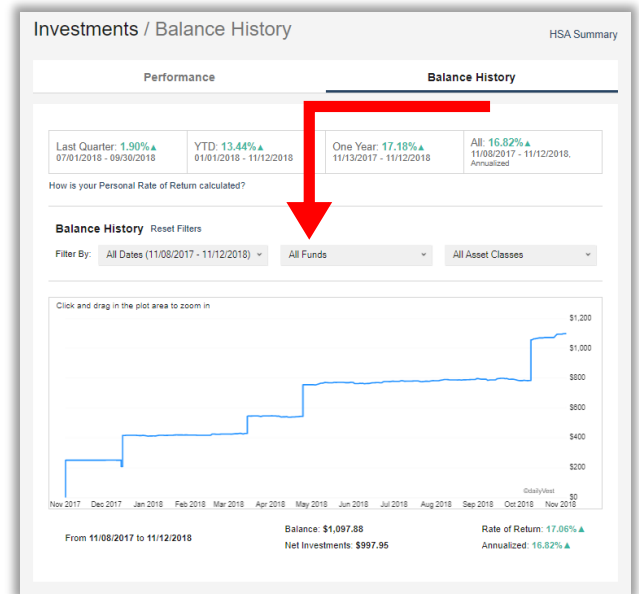 Investments / Balance History
HSA Summary
Performance
Balance History
Last Quarter: 1.90%▲
07/01/2018 - 09/30/2018
YTD: 13.44%▲
01/01/2018 - 11/12/2018
One Year: 17.18%▲
11/13/2017 - 11/12/2018
All: 16.82%▲
11/08/2017 - 11/12/2018,
Annualized
How is your Personal Rate of Return calculated?
Balance History Reset Filters
Filter By: All Dates (11/08/2017 - 11/12/2018) All Funds All Asset Classes
Click and drag in the plot area to zoom in
$1,200
$1,000
$800
$600
$400
$200
©dailyVest
$0
Nov 2017 Dec 2017 Jan 2018 Feb 2018 Mar 2018 Apr 2018 May 2018 Jun 2018 Jul 2018 Aug 2018 Sep 2018 Oct 2018 Nov 2018
From 11/08/2017 to 11/12/2018
Balance: $1,097.88
Net Investments: $997.95
Rate of Return: 17.06%▲
Annualized: 16.82%▲